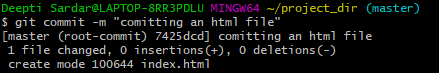 Deepti Sardar@LAPTOP-8RR3PDLU MINGW64 ~/project_dir (master)
$ git commit -m "comitting an html file"
[master (root-commit) 7425dcd] comitting an html file
 1 file changed, 0 insertions(+), 0 deletions(-)
 create mode 100644 index.html